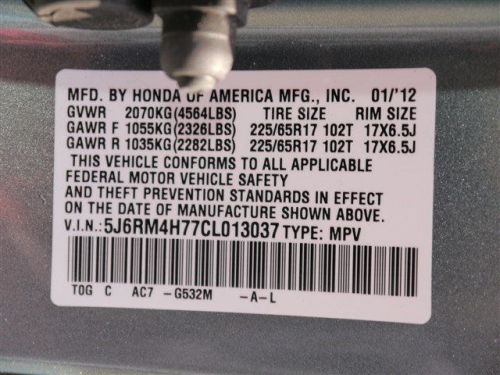 MFD. BY HONDA OF AMERICA MFG., INC. 01/'12
GVWR 2070KG(4564LBS) TIRE SIZE RIM SIZE
GAWR F 1055KG(2326LBS) 225/65R17 102T 17X6.5J
GAWR R 1035KG(2282LBS) 225/65R17 102T 17X6.5J
THIS VEHICLE CONFORMS TO ALL APPLICABLE
FEDERAL MOTOR VEHICLE SAFETY
AND THEFT PREVENTION STANDARDS IN EFFECT
ON THE DATE OF MANUFACTURE SHOWN ABOVE.
V.I.N.: 5J6RM4H77CL013037 TYPE: MPV
TOG C AC7 -G532M -A-L